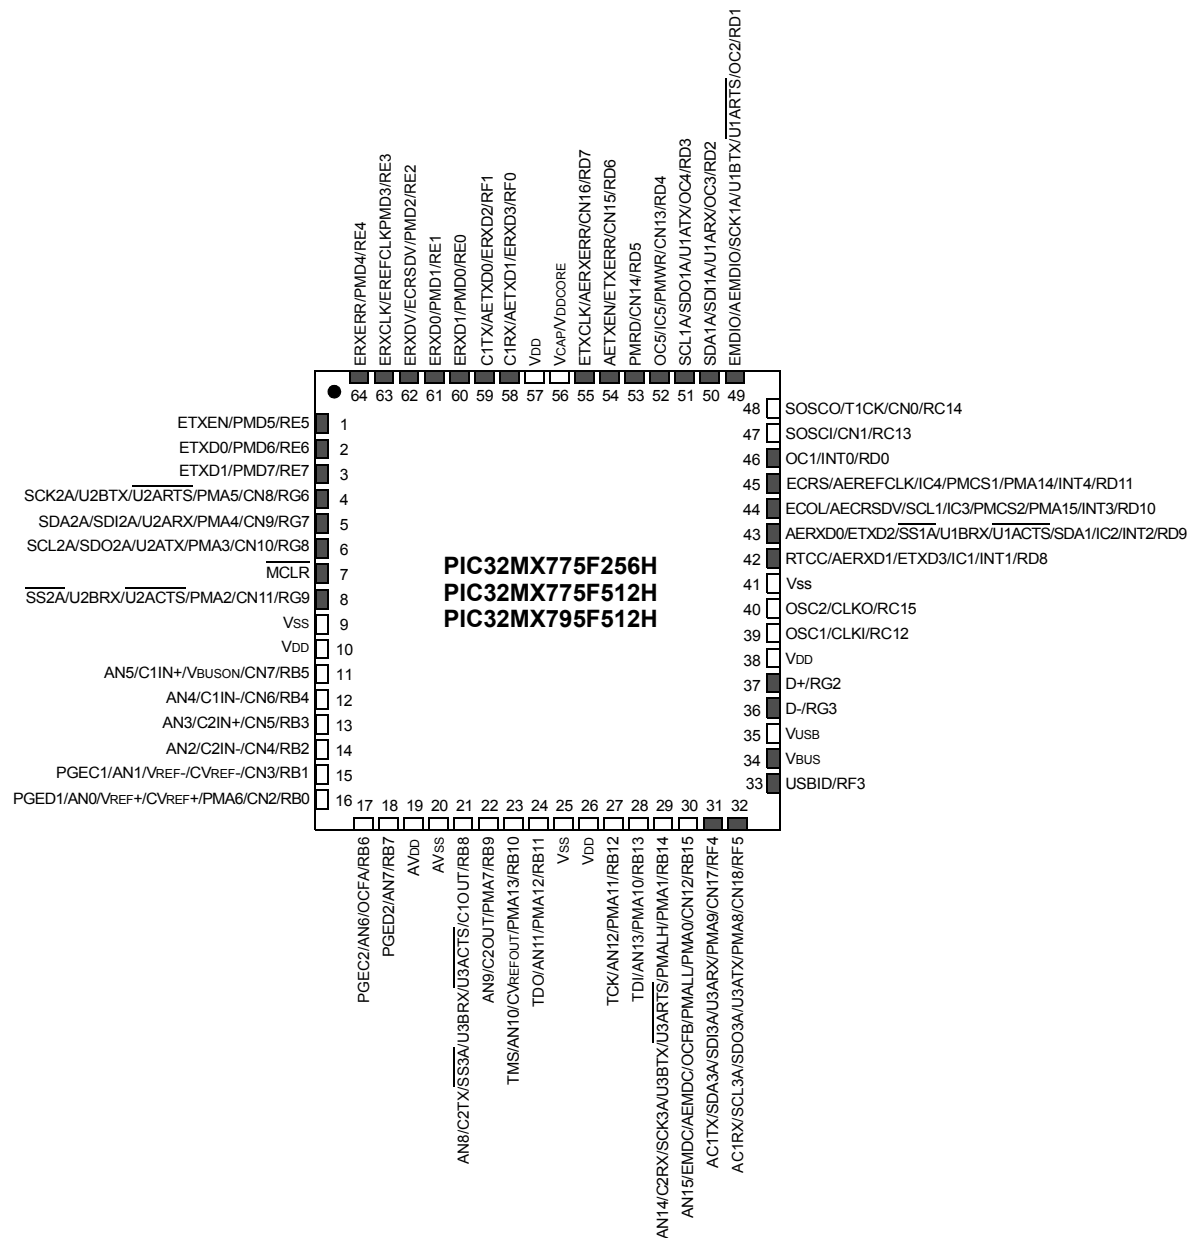 EMDIO/AEMDIO/SCK1A/U1BTX/U1ARTS/OC2/RD1
SDA1A/SDI1A/U1ARX/OC3/RD2
SCL1A/SDO1A/U1ATX/OC4/RD3
OC5/IC5/PMWR/CN13/RD4
PMRD/CN14/RD5
AETXEN/ETXERR/CN15/RD6
ETXCLK/AERXERR/CN16/RD7
VCAP/VDDCORE
VDD
C1RX/AETXD1/ERXD3/RF0
C1TX/AETXD0/ERXD2/RF1
ERXD1/PMD0/RE0
ERXD0/PMD1/RE1
ERXDV/ECRSDV/PMD2/RE2
ERXCLK/EREFCLKPMD3/RE3
ERXERR/PMD4/RE4
64 63 62 61 60 59 58 57 56 55 54 53 52 51 50 49
ETXEN/PMD5/RE5 1
ETXD0/PMD6/RE6 2
ETXD1/PMD7/RE7 3
SCK2A/U2BTX/U2ARTS/PMA5/CN8/RG6 4
SDA2A/SDI2A/U2ARX/PMA4/CN9/RG7 5
SCL2A/SDO2A/U2ATX/PMA3/CN10/RG8 6
MCLR 7
SS2A/U2BRX/U2ACTS/PMA2/CN11/RG9 8
VSS 9
VDD 10
AN5/C1IN+/VBUSON/CN7/RB5 11
AN4/C1IN-/CN6/RB4 12
AN3/C2IN+/CN5/RB3 13
AN2/C2IN-/CN4/RB2 14
PGEC1/AN1/VREF-/CVREF-/CN3/RB1 15
PGED1/AN0/VREF+/CVREF+/PMA6/CN2/RB0 16
PIC32MX775F256H
PIC32MX775F512H
PIC32MX795F512H
48 SOSCO/T1CK/CN0/RC14
47 SOSCI/CN1/RC13
46 OC1/INT0/RD0
45 ECRS/AEREFCLK/IC4/PMCS1/PMA14/INT4/RD11
44 ECOL/AECRSDV/SCL1/IC3/PMCS2/PMA15/INT3/RD10
43 AERXD0/ETXD2/SS1A/U1BRX/U1ACTS/SDA1/IC2/INT2/RD9
42 RTCC/AERXD1/ETXD3/IC1/INT1/RD8
41 Vss
40 OSC2/CLKO/RC15
39 OSC1/CLKI/RC12
38 VDD
37 D+/RG2
36 D-/RG3
35 VUSB
34 VBUS
33 USBID/RF3
17 18 19 20 21 22 23 24 25 26 27 28 29 30 31 32
PGEC2/AN6/OCFA/RB6
PGED2/AN7/RB7
AVDD
AVSS
AN8/C2TX/SS3A/U3BRX/U3ACTS/C1OUT/RB8
AN9/C2OUT/PMA7/RB9
TMS/AN10/CVREFOUT/PMA13/RB10
TDO/AN11/PMA12/RB11
VSS
VDD
TCK/AN12/PMA11/RB12
TDI/AN13/PMA10/RB13
AN14/C2RX/SCK3A/U3BTX/U3ARTS/PMALH/PMA1/RB14
AN15/EMDC/AEMDC/OCFB/PMALL/PMA0/CN12/RB15
AC1TX/SDA3A/SDI3A/U3ARX/PMA9/CN17/RF4
AC1RX/SCL3A/SDO3A/U3ATX/PMA8/CN18/RF5